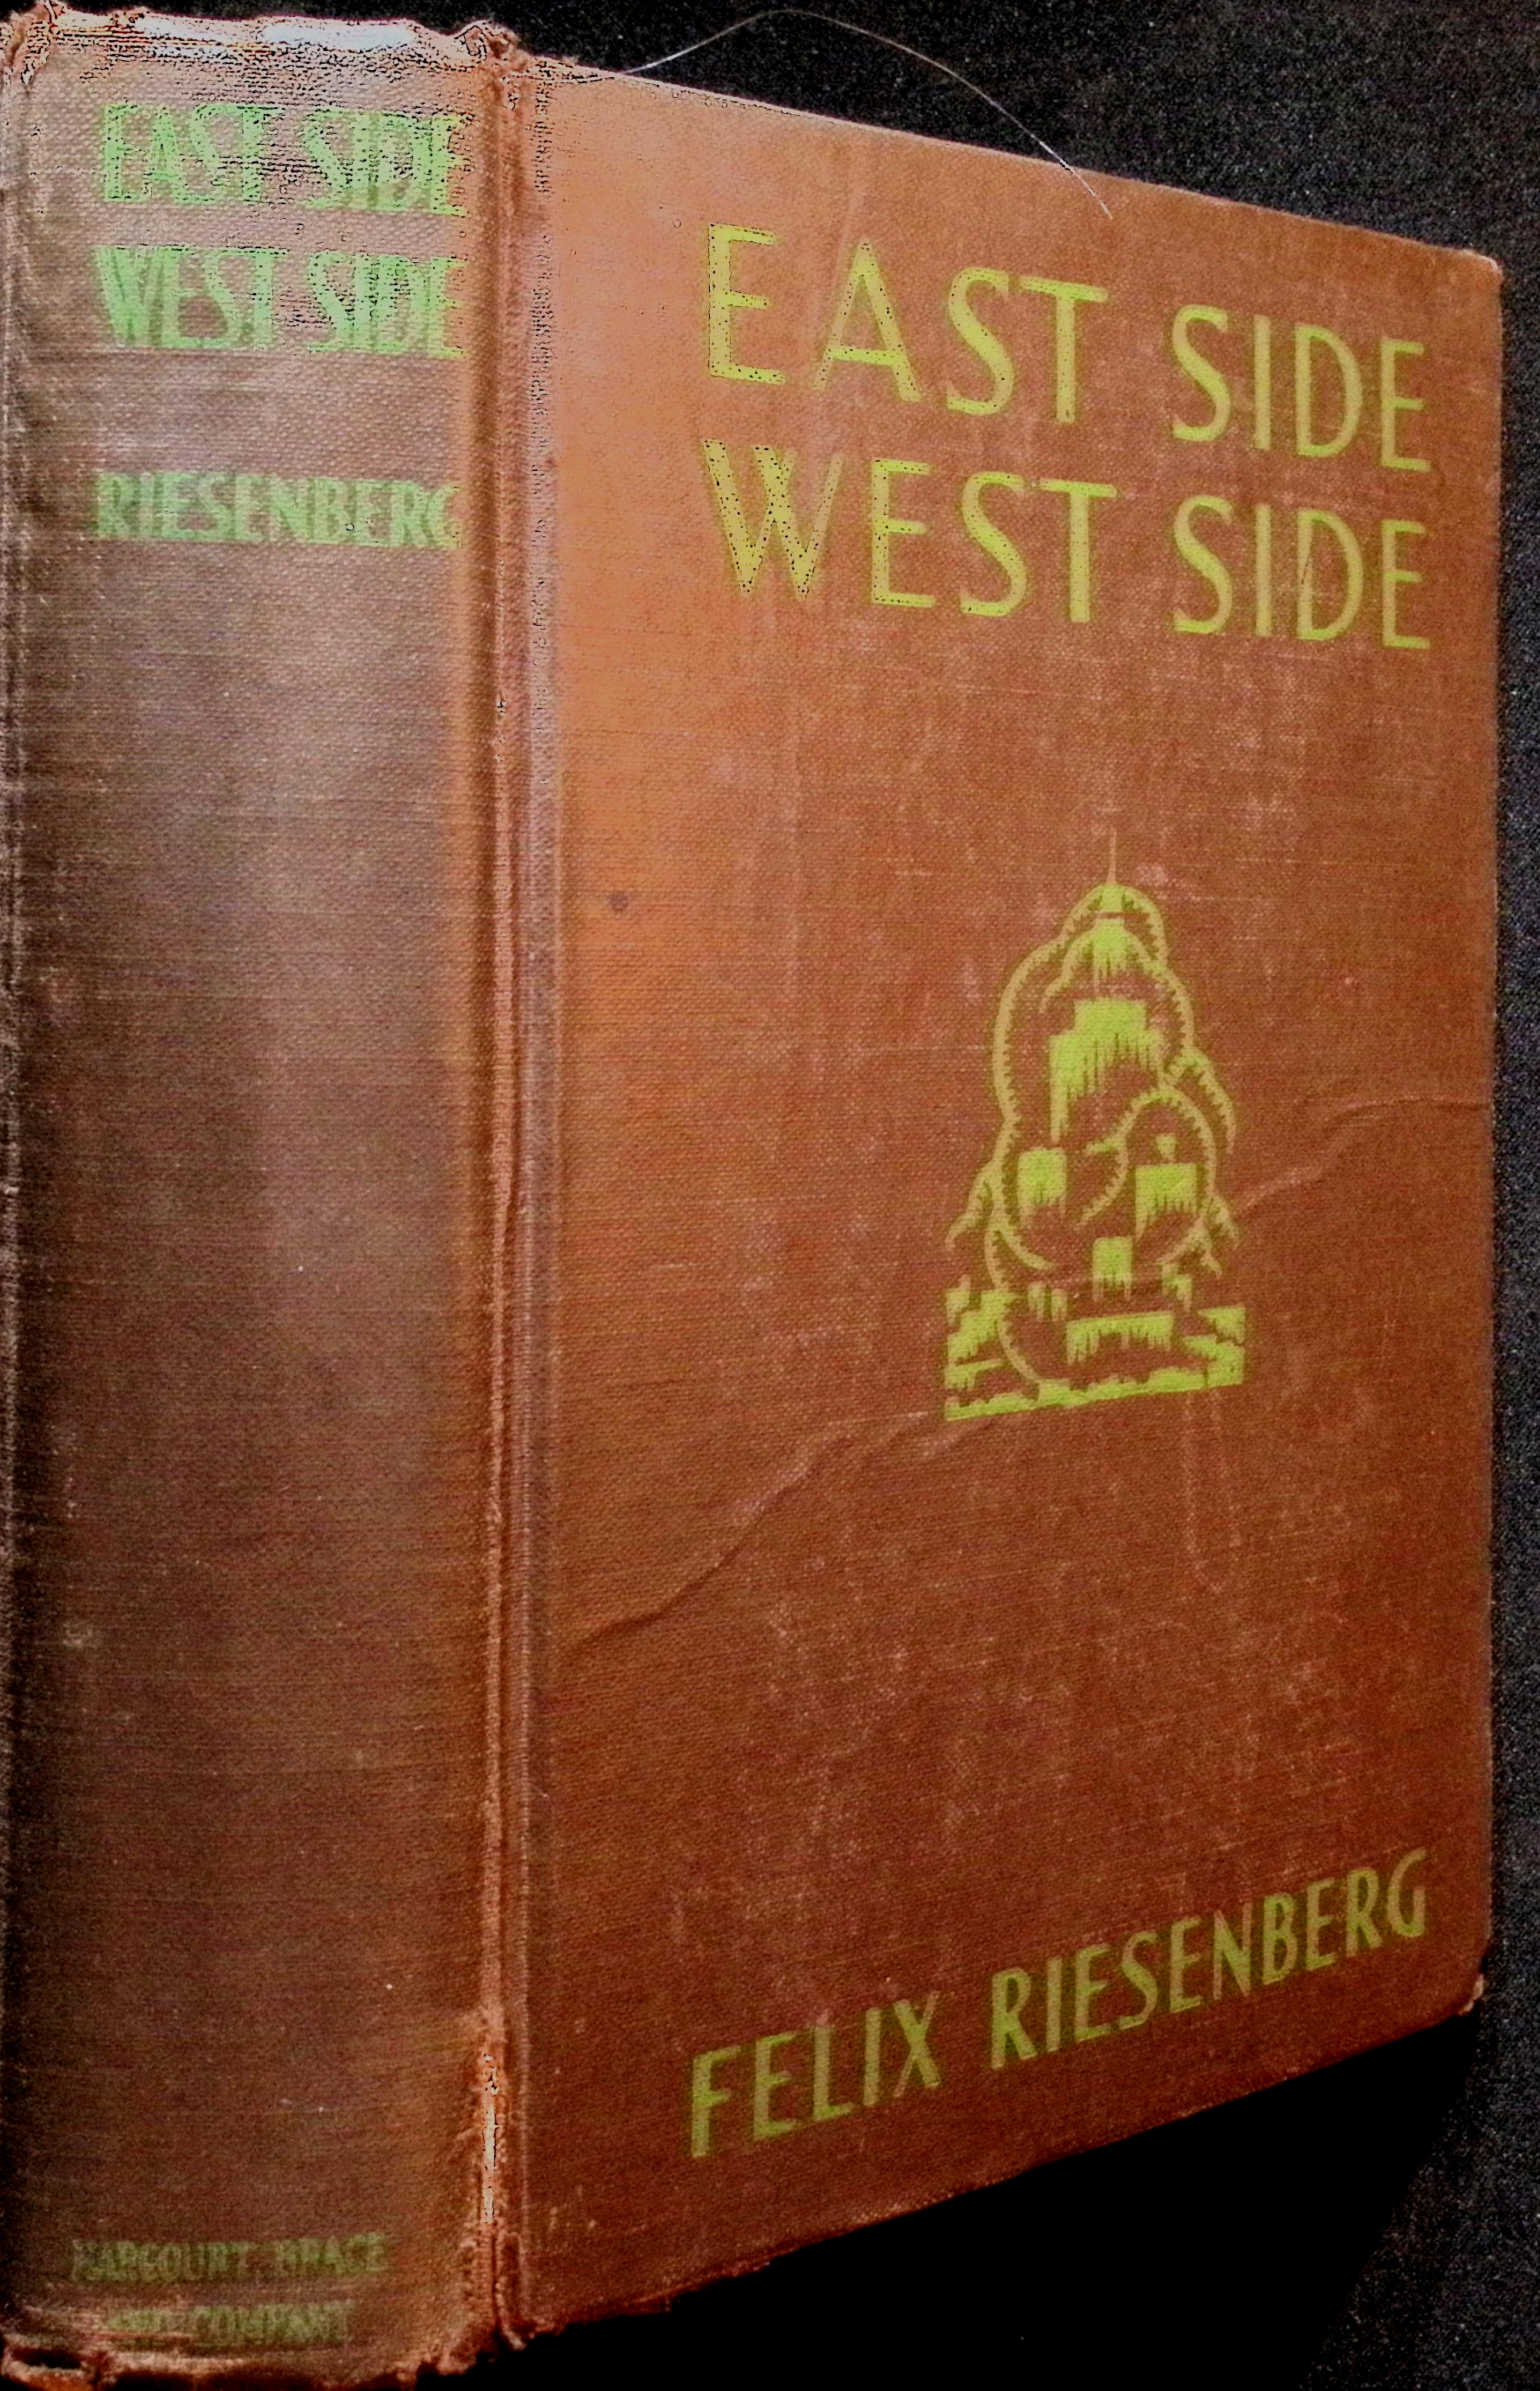 EAST SIDE
WEST SIDE
RIESENBERG
HARCOURT, BRACE
AND COMPANY
EAST SIDE
WEST SIDE
FELIX RIESENBERG